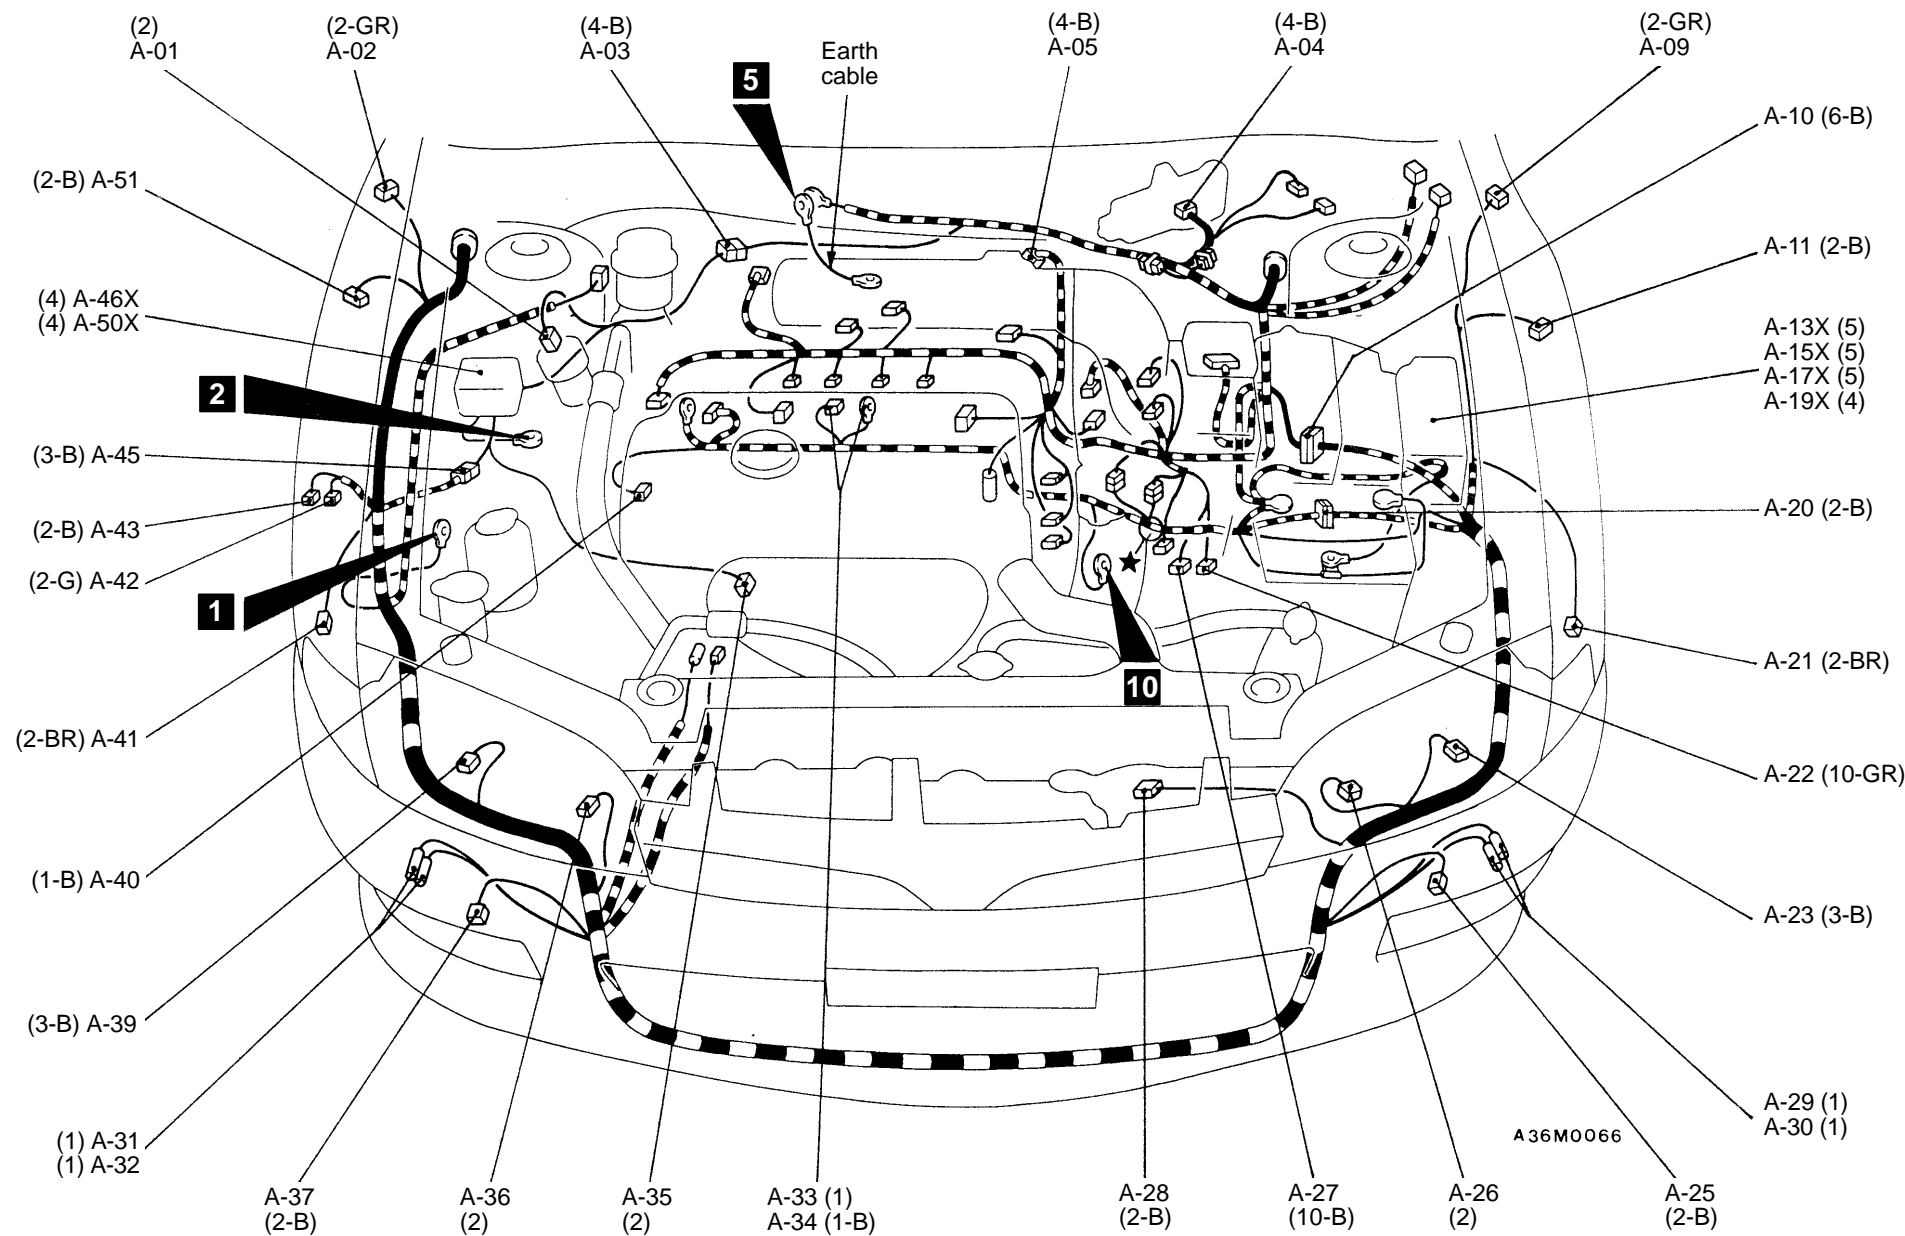 (2)
A-01
(2-GR)
A-02
(4-B)
A-03
5
Earth
cable
(4-B)
A-05
(4-B)
A-04
(2-GR)
A-09
A-10 (6-B)
(2-B) A-51
A-11 (2-B)
(4) A-46X
(4) A-50X
A-13X (5)
A-15X (5)
A-17X (5)
A-19X (4)
2
(3-B) A-45
(2-B) A-43
A-20 (2-B)
(2-G) A-42
1
A-21 (2-BR)
10
(2-BR) A-41
A-22 (10-GR)
(1-B) A-40
A-23 (3-B)
(3-B) A-39
A-29 (1)
A-30 (1)
A36M0066
(1) A-31
(1) A-32
A-37
(2-B)
A-36
(2)
A-35
(2)
A-33 (1)
A-34 (1-B)
A-28
(2-B)
A-27
(10-B)
A-26
(2)
A-25
(2-B)